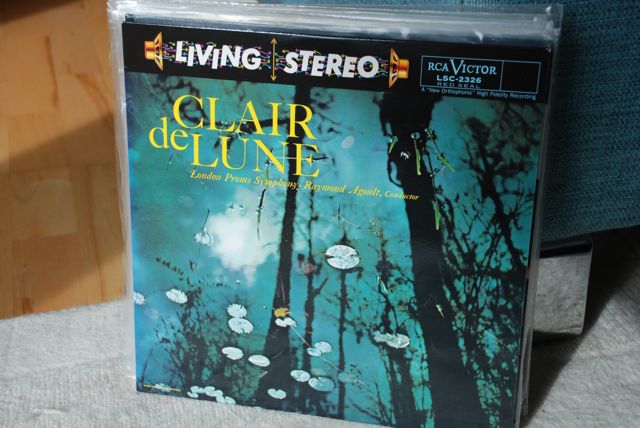 LIVING STEREO
RCA VICTOR
LSC-2326
RED SEAL
A "New Orthophonic" High Fidelity Recording
CLAIR
de LUNE
London Proms Symphony · Raymond Agoult, Conductor